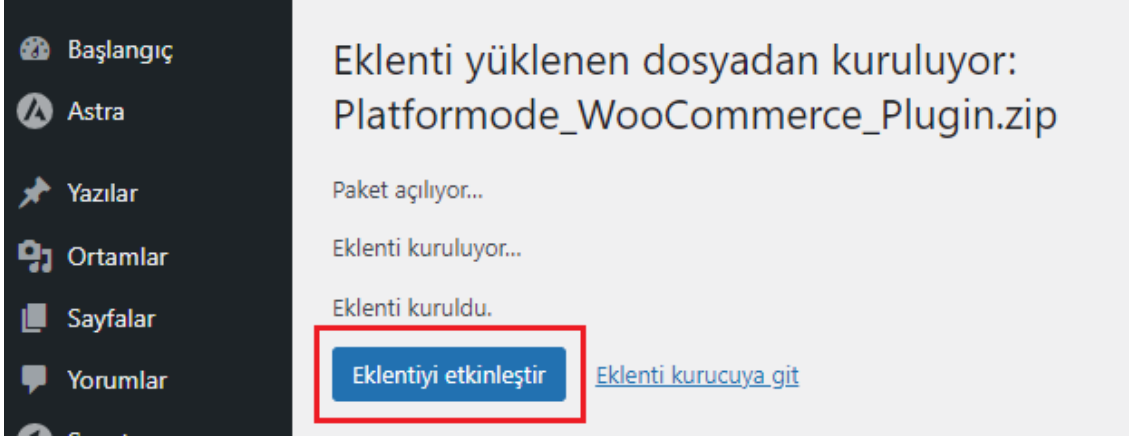 Başlangıç
Astra
Yazılar
Ortamlar
Sayfalar
Yorumlar
Eklenti yüklenen dosyadan kuruluyor:
Platformode_WooCommerce_Plugin.zip
Paket açılıyor...
Eklenti kuruluyor...
Eklenti kuruldu.
Eklentiyi etkinleştir Eklenti kurucuya git